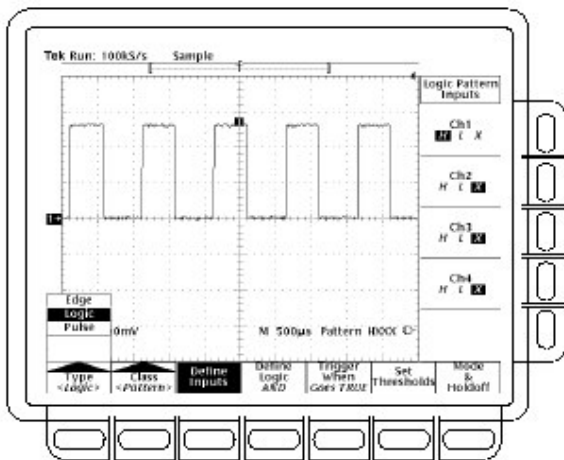 Tek Run: 100kS/s Sample
Logic Pattern
Inputs
Ch1
H L X
Ch2
H L X
Ch3
H L X
Ch4
H L X
1
Edge
Logic
Pulse
0mV
M 500µs Pattern HXXX
Type
<Logic>
Class
<Pattern>
Define
Inputs
Define
Logic
AND
Trigger
When
Goes TRUE
Set
Thresholds
Mode
&
Holdoff